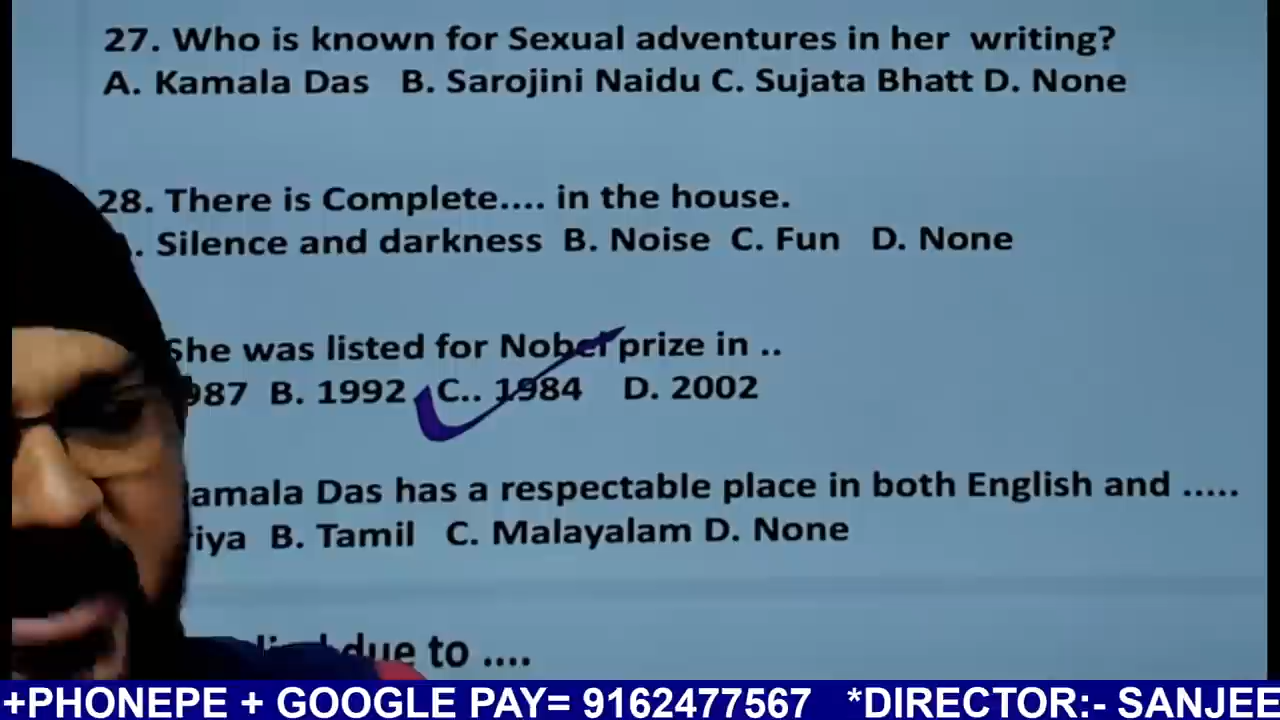 27. Who is known for Sexual adventures in her writing?
A. Kamala Das B. Sarojini Naidu C. Sujata Bhatt D. None
28. There is Complete.... in the house.
. Silence and darkness B. Noise C. Fun D. None
She was listed for Nobel prize in ..
987 B. 1992 C.. 1984 D. 2002
amala Das has a respectable place in both English and .....
riya B. Tamil C. Malayalam D. None
due to ....
+PHONEPE + GOOGLE PAY= 9162477567 *DIRECTOR:- SANJEE